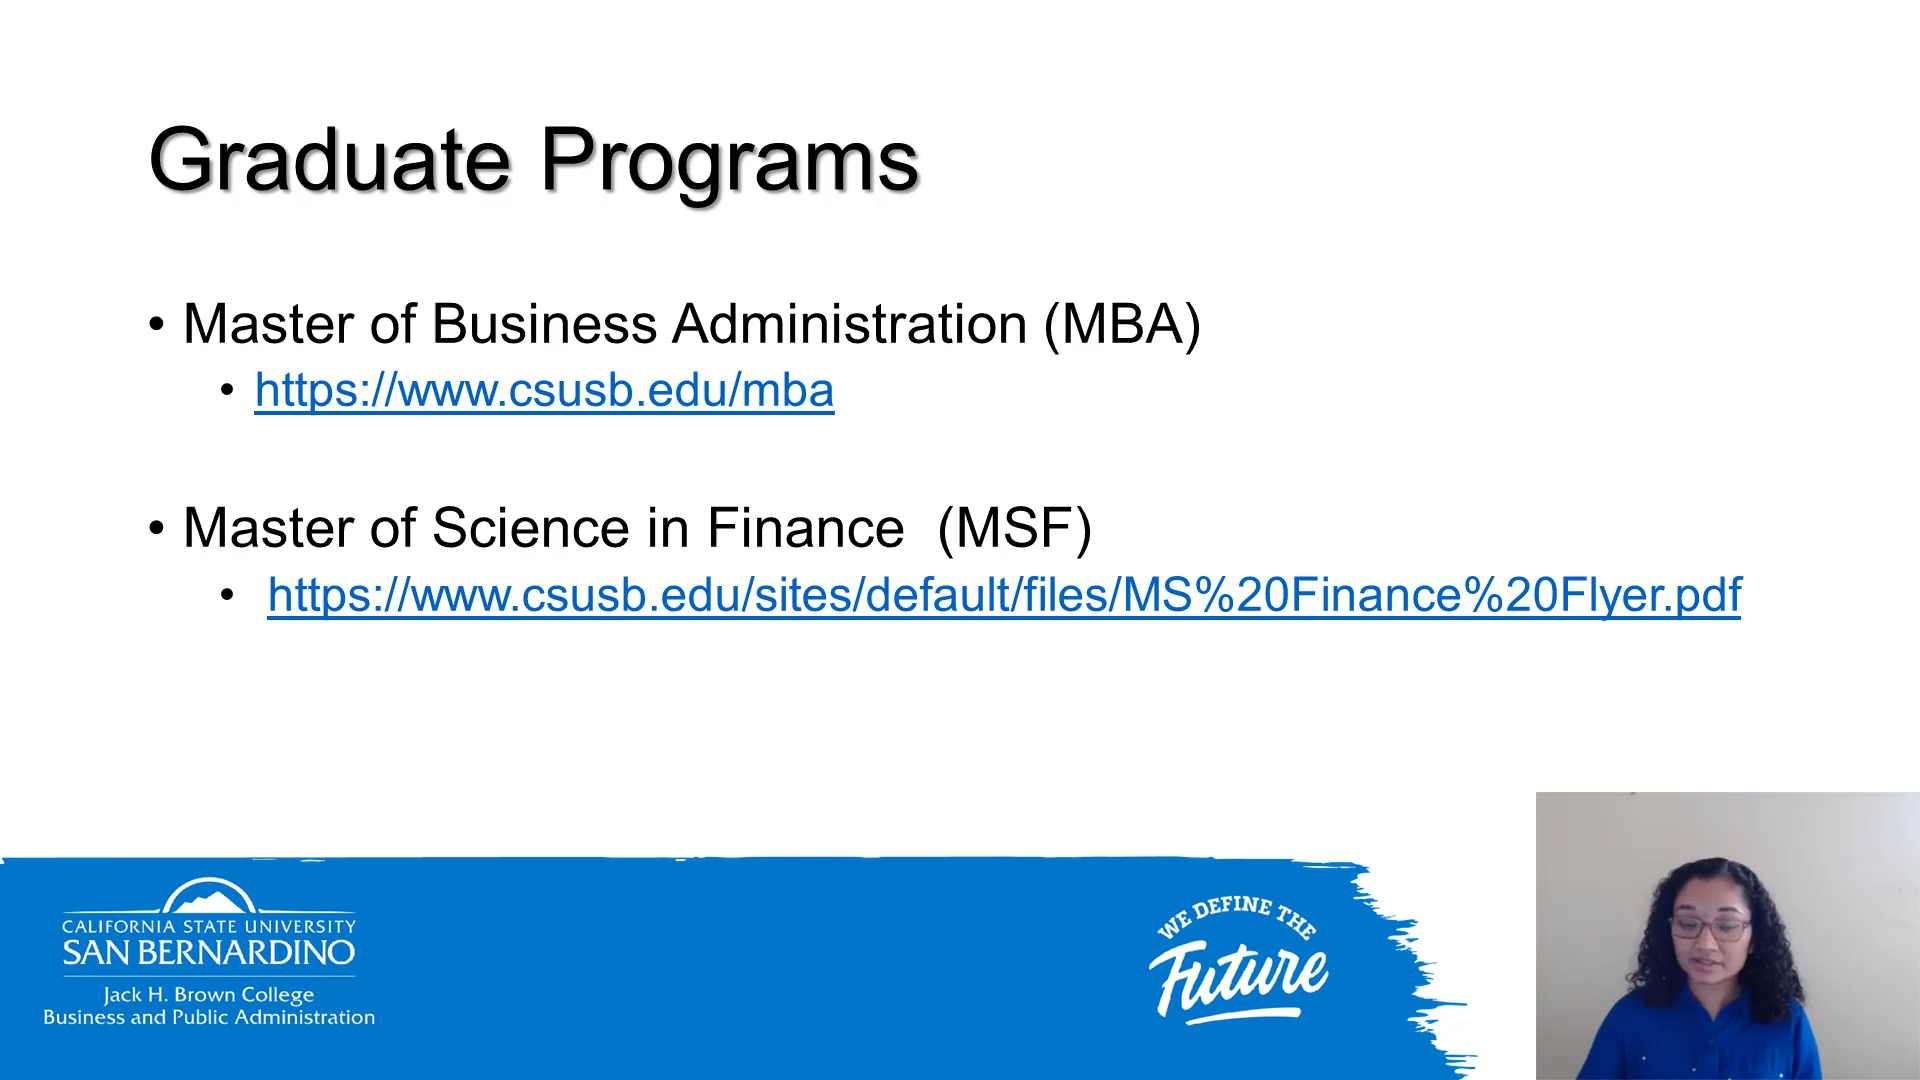 Graduate Programs
• Master of Business Administration (MBA)
• https://www.csusb.edu/mba
• Master of Science in Finance  (MSF)
• https://www.csusb.edu/sites/default/files/MS%20Finance%20Flyer.pdf
CALIFORNIA STATE UNIVERSITY
SAN BERNARDINO
Jack H. Brown College
Business and Public Administration
WE DEFINE THE
Future